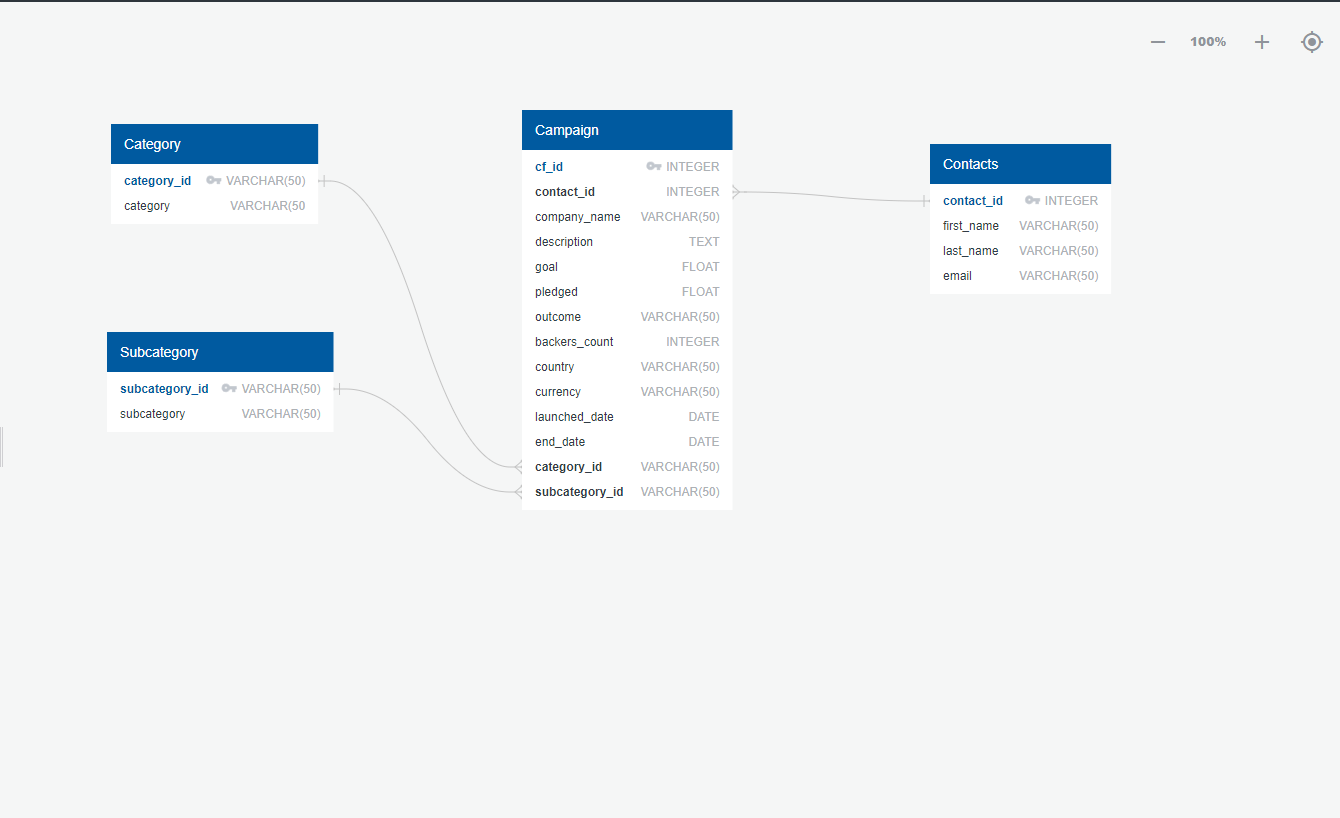 100%
Category
category_id VARCHAR(50)
category VARCHAR(50
Subcategory
subcategory_id VARCHAR(50)
subcategory VARCHAR(50)
Campaign
cf_id INTEGER
contact_id INTEGER
company_name VARCHAR(50)
description TEXT
goal FLOAT
pledged FLOAT
outcome VARCHAR(50)
backers_count INTEGER
country VARCHAR(50)
currency VARCHAR(50)
launched_date DATE
end_date DATE
category_id VARCHAR(50)
subcategory_id VARCHAR(50)
Contacts
contact_id INTEGER
first_name VARCHAR(50)
last_name VARCHAR(50)
email VARCHAR(50)